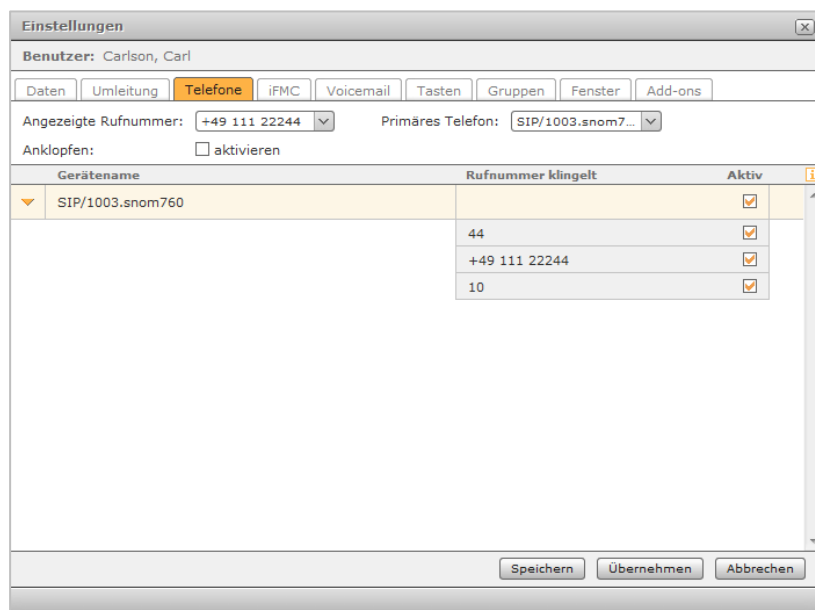 Einstellungen
Benutzer: Carlson, Carl
Daten Umleitung Telefone iFMC Voicemail Tasten Gruppen Fenster Add-ons
Angezeigte Rufnummer: +49 111 22244 Primäres Telefon: SIP/1003.snom7...
Anklopfen: aktivieren
Gerätename Rufnummer klingelt Aktiv
SIP/1003.snom760
44
+49 111 22244
10
Speichern Übernehmen Abbrechen